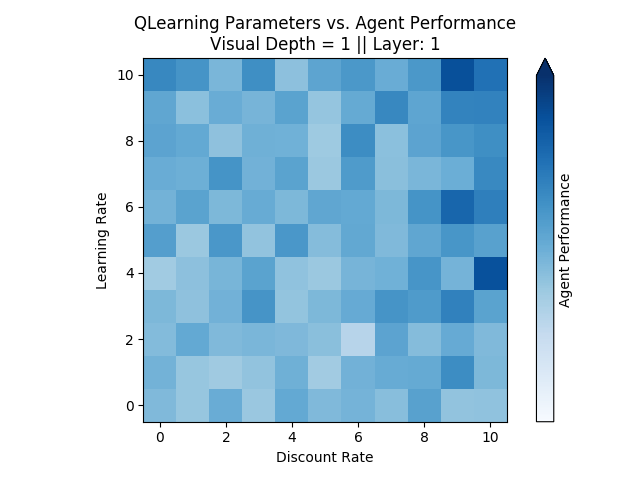 QLearning Parameters vs. Agent Performance
Visual Depth = 1 || Layer: 1
10
8
6
4
2
0
Learning Rate
0 2 4 6 8 10
Discount Rate
Agent Performance